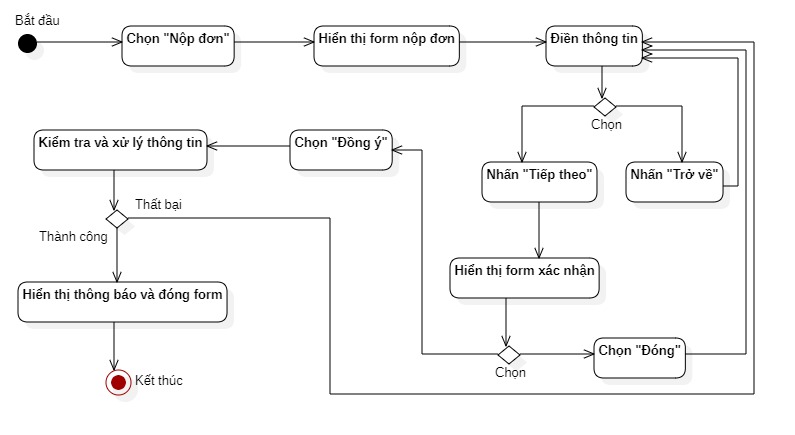 Bắt đầu
Chọn "Nộp đơn"
Hiển thị form nộp đơn
Điền thông tin
Chọn
Nhấn "Tiếp theo"
Nhấn "Trở về"
Kiểm tra và xử lý thông tin
Chọn "Đồng ý"
Thất bại
Thành công
Hiển thị form xác nhận
Hiển thị thông báo và đóng form
Chọn
Chọn "Đóng"
Kết thúc